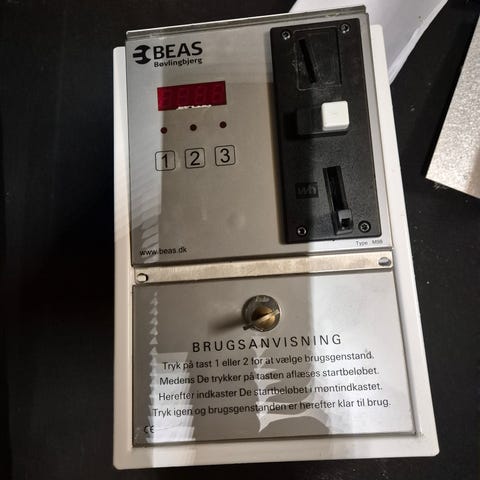 BEAS
Bøvlingbjerg
1 2 3
wh
www.beas.dk
Type M98
BRUGSANVISNING
Tryk på tast 1 eller 2 for at vælge brugsgenstand.
Medens De trykker på tasten aflæses startbeløbet.
Herefter indkaster De startbeløbet i møntindkastet.
Tryk igen og brugsgenstanden er herefter klar til brug.
CE